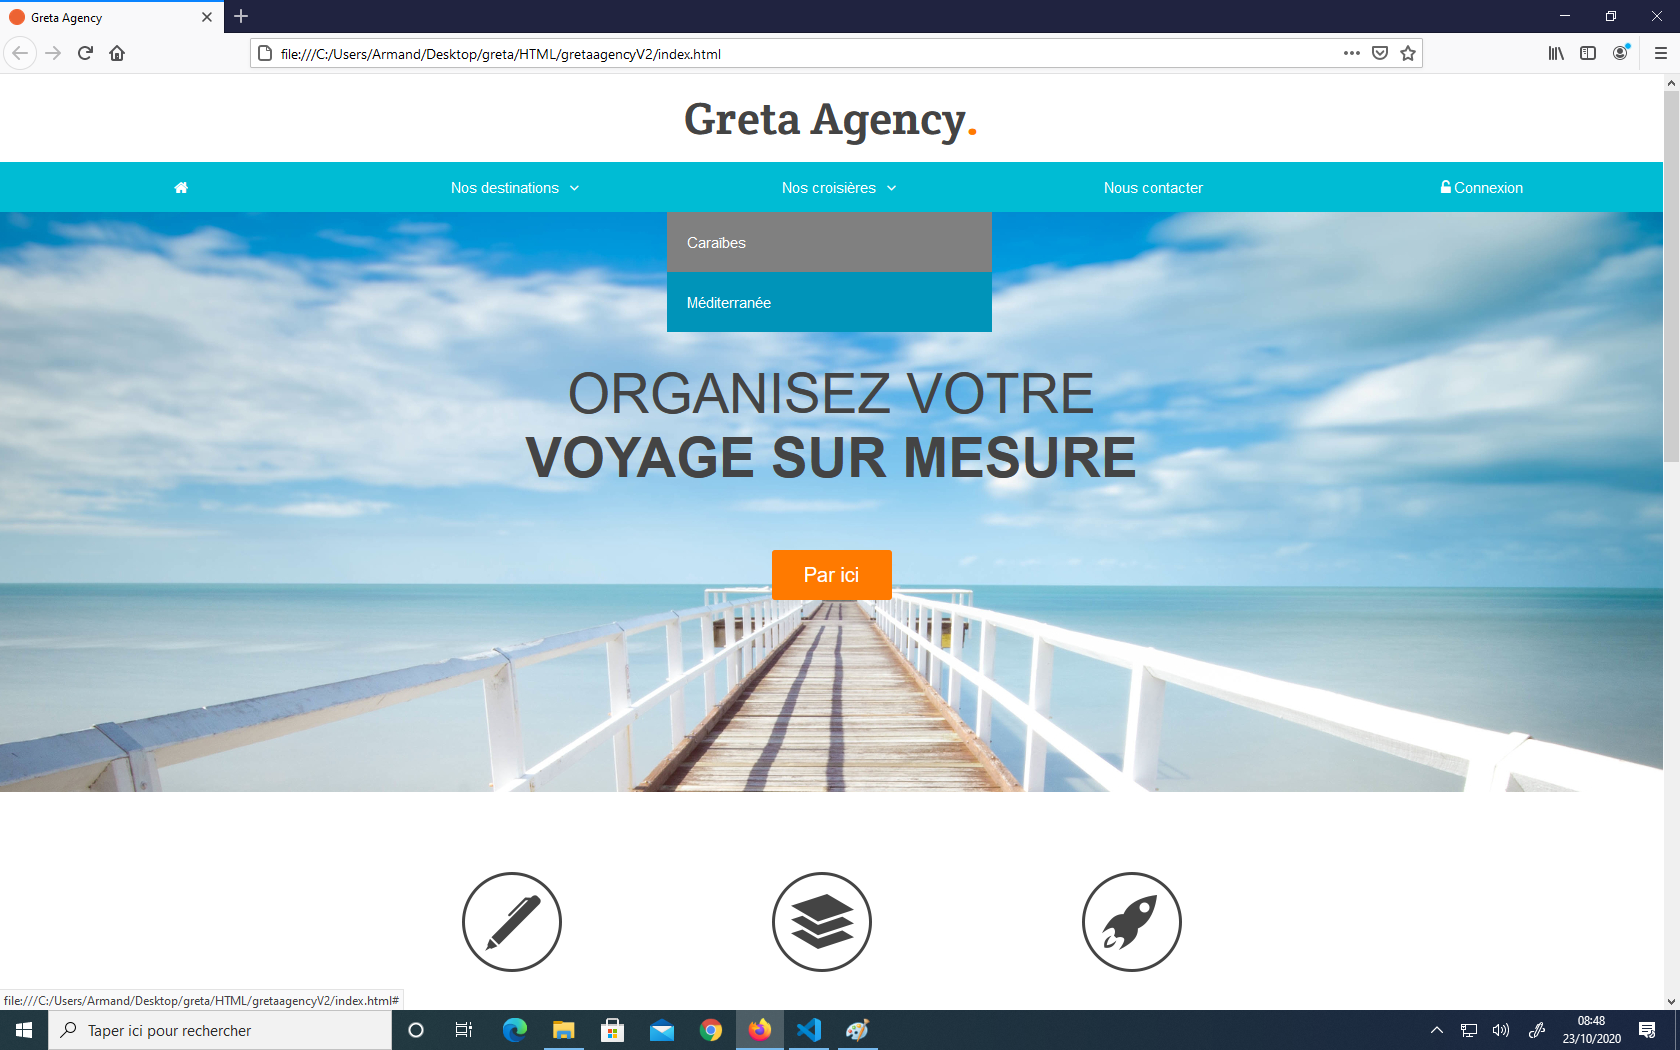 Greta Agency
file:///C:/Users/Armand/Desktop/greta/HTML/gretaagencyV2/index.html
Greta Agency.
Nos destinations
Nos croisières
Nous contacter
Connexion
Caraïbes
Méditerranée
ORGANISEZ VOTRE
VOYAGE SUR MESURE
Par ici
file:///C:/Users/Armand/Desktop/greta/HTML/gretaagencyV2/index.html#
Taper ici pour rechercher
08:48
23/10/2020